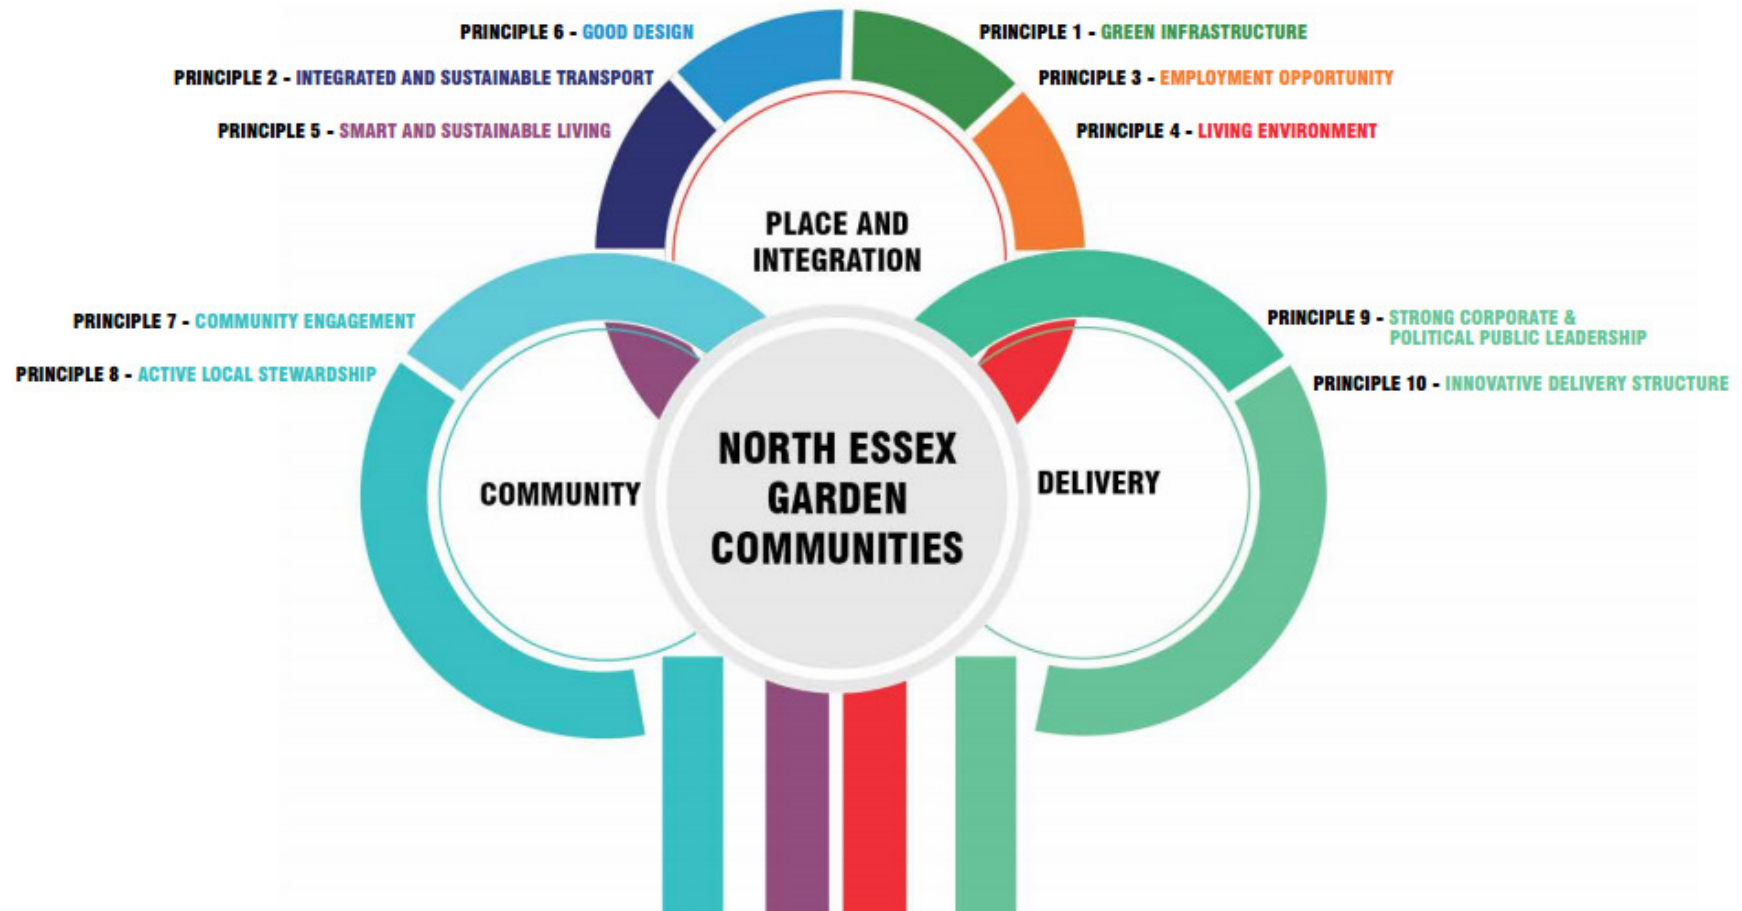 PRINCIPLE 6 - GOOD DESIGN
PRINCIPLE 1 - GREEN INFRASTRUCTURE
PRINCIPLE 2 - INTEGRATED AND SUSTAINABLE TRANSPORT
PRINCIPLE 3 - EMPLOYMENT OPPORTUNITY
PRINCIPLE 5 - SMART AND SUSTAINABLE LIVING
PRINCIPLE 4 - LIVING ENVIRONMENT
PLACE AND
INTEGRATION
PRINCIPLE 7 - COMMUNITY ENGAGEMENT
PRINCIPLE 8 - ACTIVE LOCAL STEWARDSHIP
PRINCIPLE 9 - STRONG CORPORATE &
POLITICAL PUBLIC LEADERSHIP
PRINCIPLE 10 - INNOVATIVE DELIVERY STRUCTURE
COMMUNITY
NORTH ESSEX
GARDEN
COMMUNITIES
DELIVERY